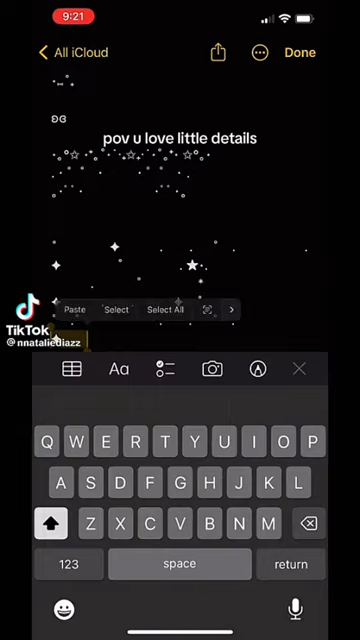 9:21
All iCloud
Done
ʚɞ
pov u love little details
Paste Select Select All
TikTok
@nnataliediazz
Aa
Q W E R T Y U I O P
A S D F G H J K L
Z X C V B N M
123 space return